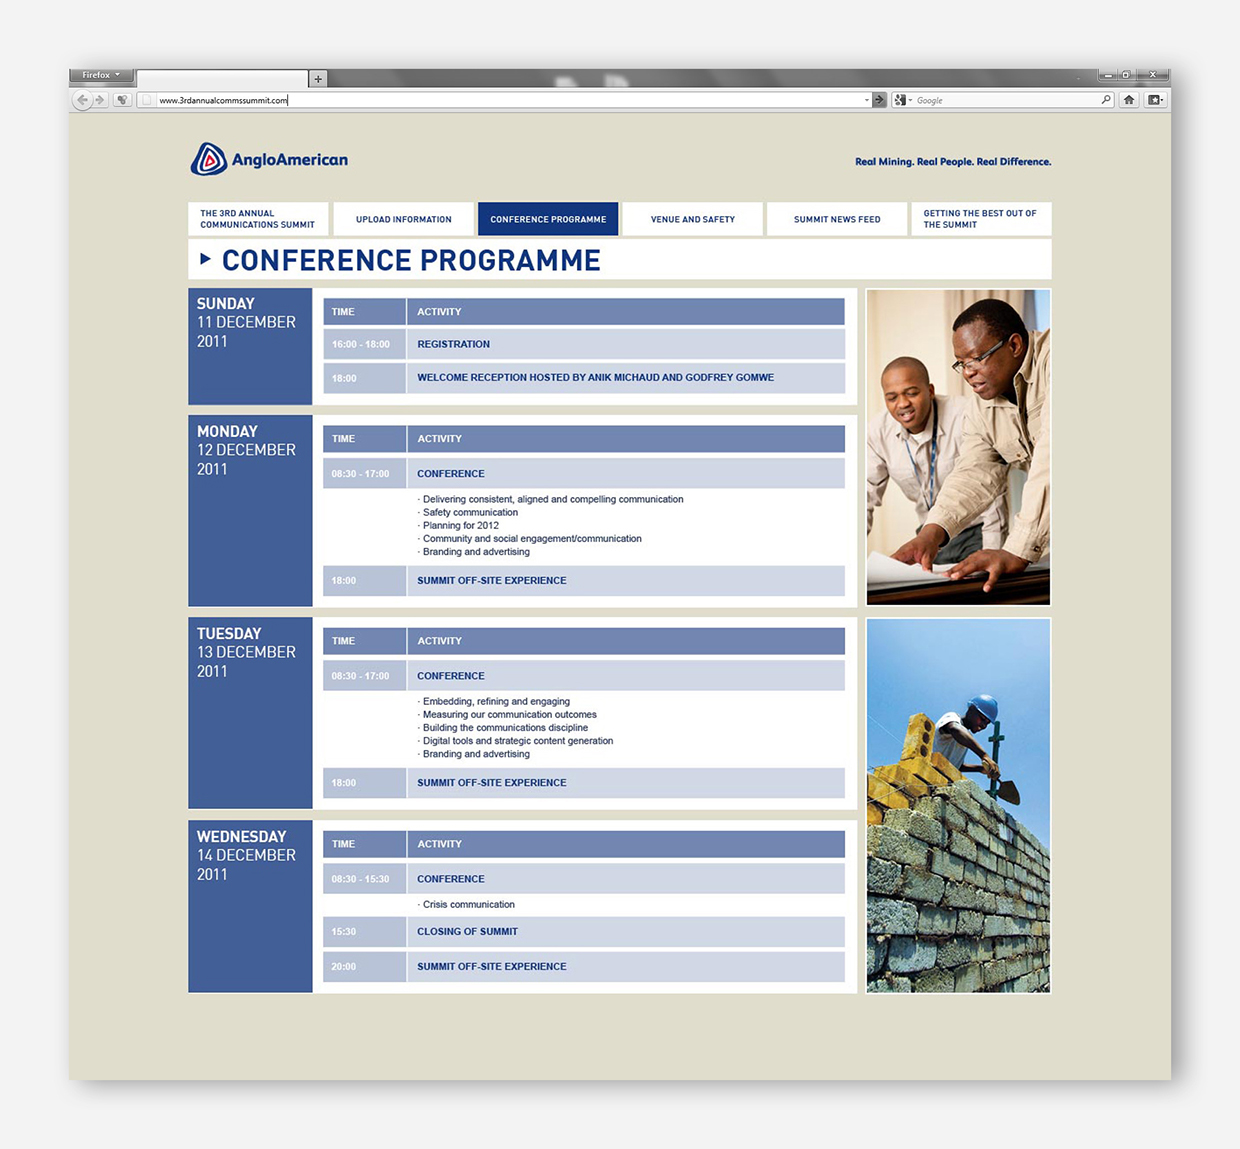 Firefox
www.3rdannualcommssummit.com
Google
AngloAmerican
Real Mining. Real People. Real Difference.
THE 3RD ANNUAL
COMMUNICATIONS SUMMIT
UPLOAD INFORMATION
CONFERENCE PROGRAMME
VENUE AND SAFETY
SUMMIT NEWS FEED
GETTING THE BEST OUT OF
THE SUMMIT
CONFERENCE PROGRAMME
SUNDAY
11 DECEMBER
2011
TIME ACTIVITY
16:00 - 18:00 REGISTRATION
18:00 WELCOME RECEPTION HOSTED BY ANIK MICHAUD AND GODFREY GOMWE
MONDAY
12 DECEMBER
2011
TIME ACTIVITY
08:30 - 17:00 CONFERENCE
· Delivering consistent, aligned and compelling communication
· Safety communication
· Planning for 2012
· Community and social engagement/communication
· Branding and advertising
18:00 SUMMIT OFF-SITE EXPERIENCE
TUESDAY
13 DECEMBER
2011
TIME ACTIVITY
08:30 - 17:00 CONFERENCE
· Embedding, refining and engaging
· Measuring our communication outcomes
· Building the communications discipline
· Digital tools and strategic content generation
· Branding and advertising
18:00 SUMMIT OFF-SITE EXPERIENCE
WEDNESDAY
14 DECEMBER
2011
TIME ACTIVITY
08:30 - 15:30 CONFERENCE
· Crisis communication
15:30 CLOSING OF SUMMIT
20:00 SUMMIT OFF-SITE EXPERIENCE